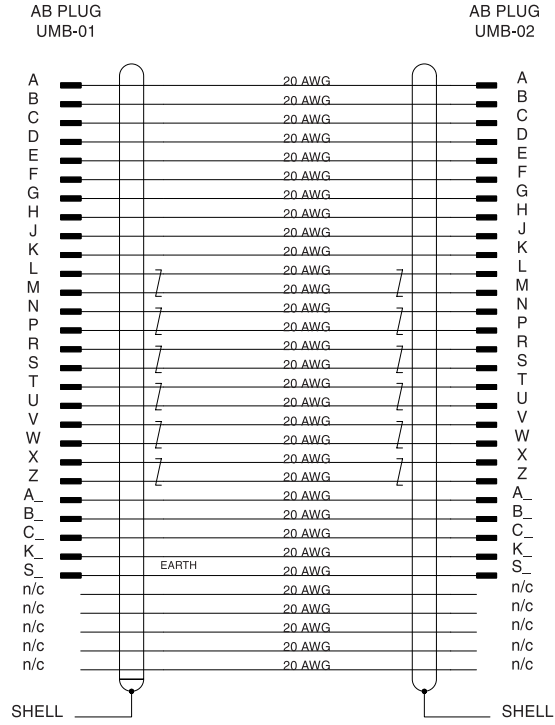 AB PLUG AB PLUG
UMB-01 UMB-02
A 20 AWG A
B 20 AWG B
C 20 AWG C
D 20 AWG D
E 20 AWG E
F 20 AWG F
G 20 AWG G
H 20 AWG H
J 20 AWG J
K 20 AWG K
L 20 AWG L
M 20 AWG M
N 20 AWG N
P 20 AWG P
R 20 AWG R
S 20 AWG S
T 20 AWG T
U 20 AWG U
V 20 AWG V
W 20 AWG W
X 20 AWG X
Z 20 AWG Z
A_ 20 AWG A_
B_ 20 AWG B_
C_ 20 AWG C_
K_ 20 AWG K_
S_ EARTH 20 AWG S_
n/c 20 AWG n/c
n/c 20 AWG n/c
n/c 20 AWG n/c
n/c 20 AWG n/c
n/c 20 AWG n/c
SHELL SHELL